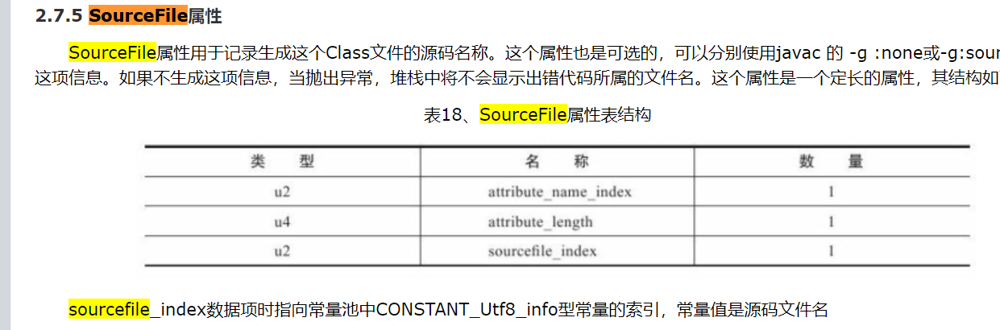 2.7.5 SourceFile属性
SourceFile属性用于记录生成这个Class文件的源码名称。这个属性也是可选的，可以分别使用javac 的 -g :none或-g:sour
这项信息。如果不生成这项信息，当抛出异常，堆栈中将不会显示出错代码所属的文件名。这个属性是一个定长的属性，其结构如
表18、SourceFile属性表结构
类 型 名 称 数 量
u2 attribute_name_index 1
u4 attribute_length 1
u2 sourcefile_index 1
sourcefile_index数据项时指向常量池中CONSTANT_Utf8_info型常量的索引，常量值是源码文件名